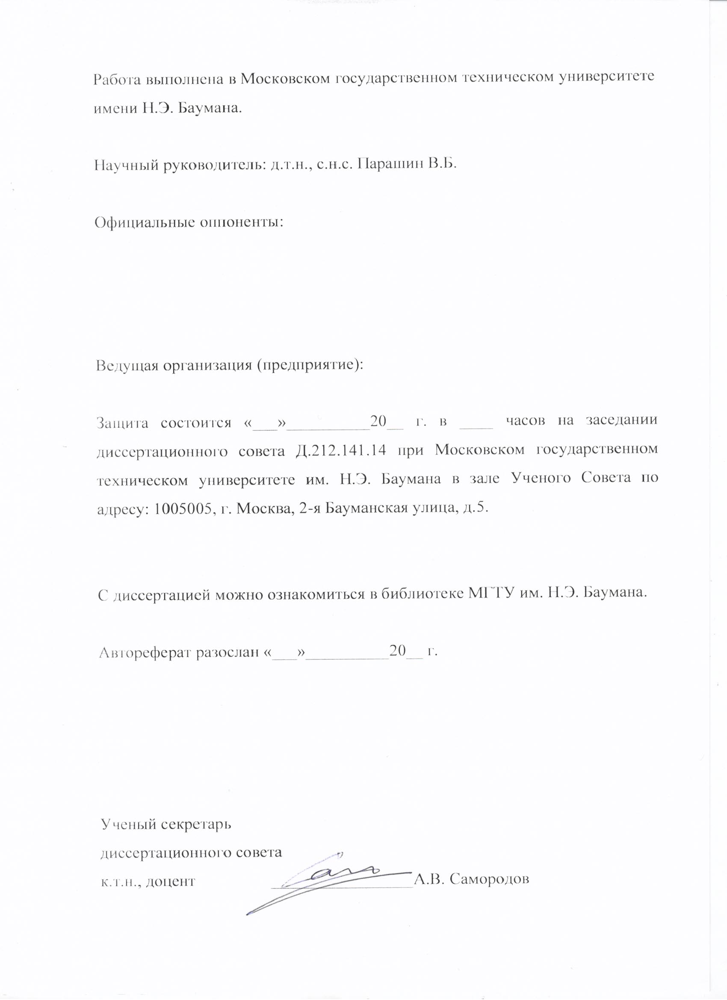 Работа выполнена в Московском государственном техническом университете
имени Н.Э. Баумана.
Научный руководитель: д.т.н., с.н.с. Парашин В.Б.
Официальные оппоненты:
Ведущая организация (предприятие):
Защита состоится «___»__________20__ г. в ____ часов на заседании
диссертационного совета Д.212.141.14 при Московском государственном
техническом университете им. Н.Э. Баумана в зале Ученого Совета по
адресу: 1005005, г. Москва, 2-я Бауманская улица, д.5.
С диссертацией можно ознакомиться в библиотеке МГТУ им. Н.Э. Баумана.
Автореферат разослан «___»__________20__ г.
Ученый секретарь
диссертационного совета
к.т.н., доцент _________________А.В. Самородов